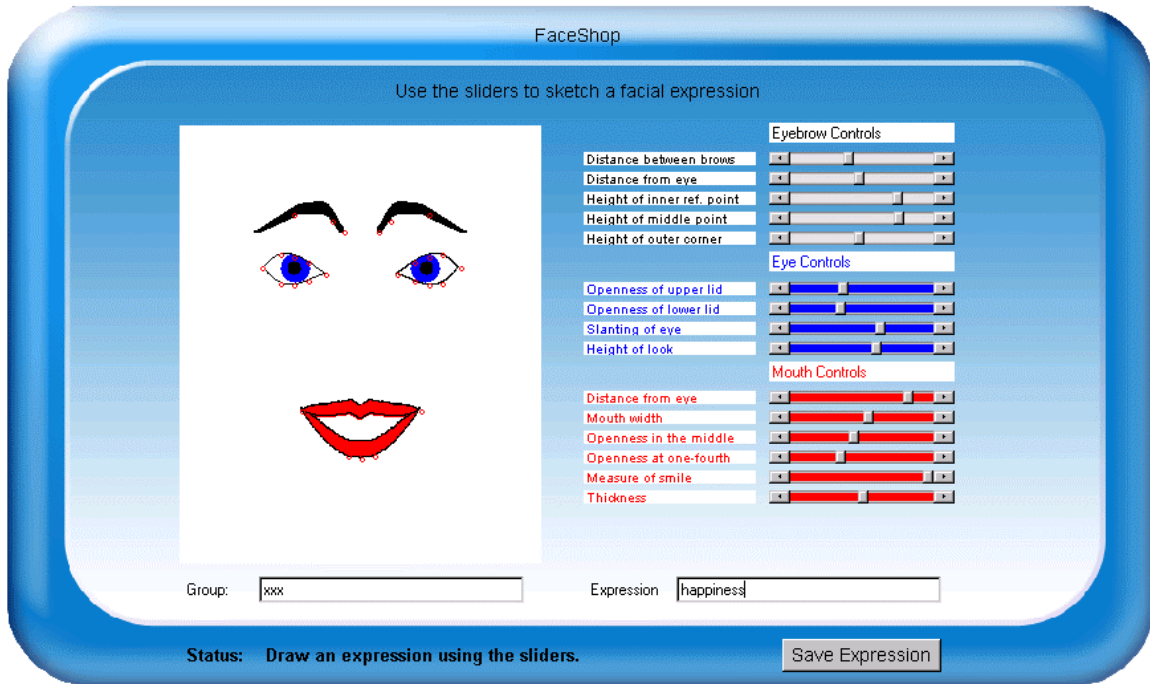 FaceShop
Use the sliders to sketch a facial expression
Eyebrow Controls
Distance between brows
Distance from eye
Height of inner ref. point
Height of middle point
Height of outer corner
Eye Controls
Openness of upper lid
Openness of lower lid
Slanting of eye
Height of look
Mouth Controls
Distance from eye
Mouth width
Openness in the middle
Openness at one-fourth
Measure of smile
Thickness
Group: xxx Expression happiness
Status: Draw an expression using the sliders. Save Expression